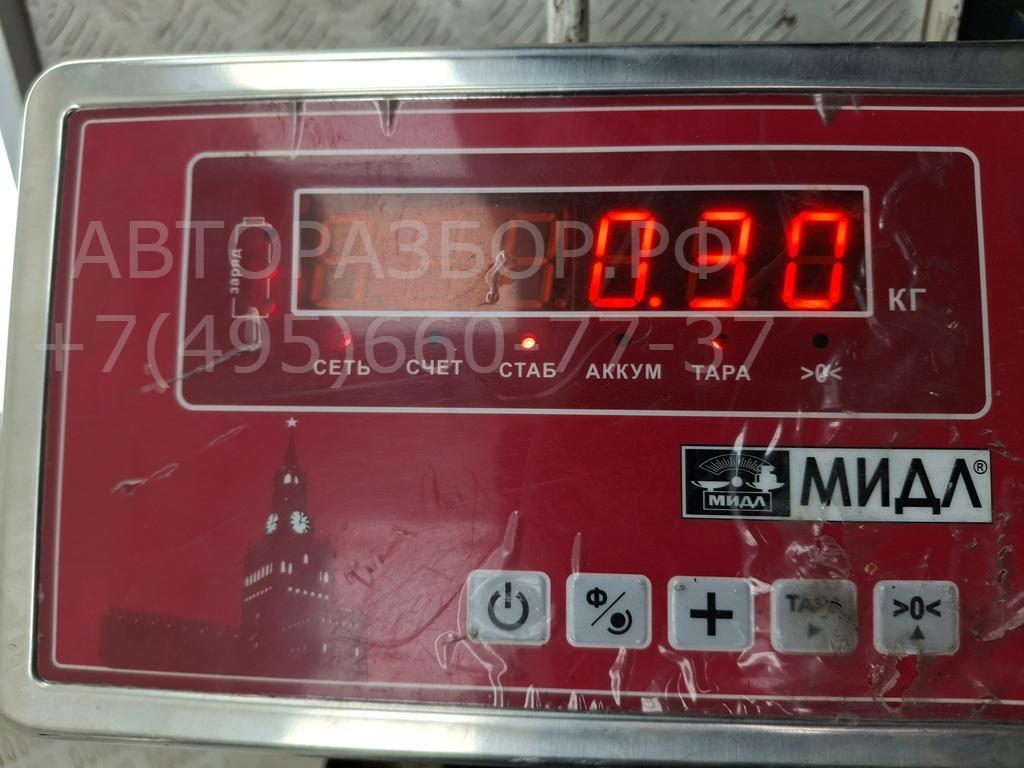 0.30
КГ
заряд
СЕТЬ СЧЕТ СТАБ АККУМ ТАРА >0<
АВТОРАЗБОР.РФ
+7(495)660-77-37
МИДЛ МИДЛ®
Ф
ТАРА
>0<